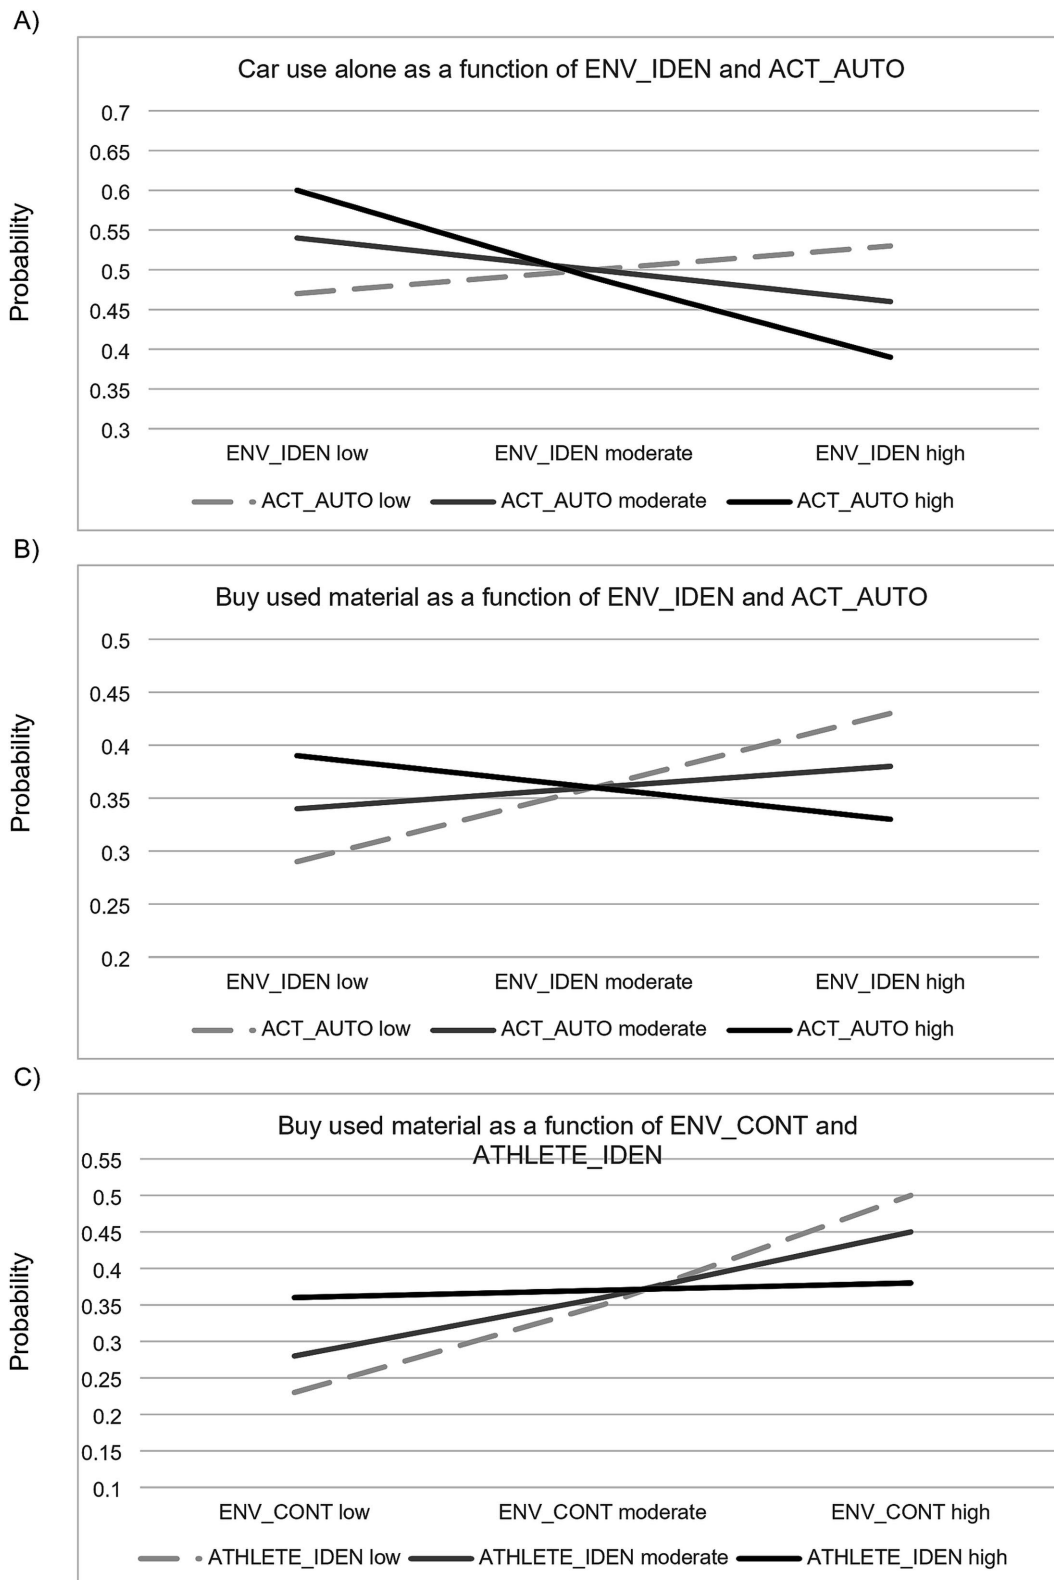 A)
Car use alone as a function of ENV_IDEN and ACT_AUTO
Probability
0.7
0.65
0.6
0.55
0.5
0.45
0.4
0.35
0.3
ENV_IDEN low ENV_IDEN moderate ENV_IDEN high
ACT_AUTO low ACT_AUTO moderate ACT_AUTO high
B)
Buy used material as a function of ENV_IDEN and ACT_AUTO
Probability
0.5
0.45
0.4
0.35
0.3
0.25
0.2
ENV_IDEN low ENV_IDEN moderate ENV_IDEN high
ACT_AUTO low ACT_AUTO moderate ACT_AUTO high
C)
Buy used material as a function of ENV_CONT and
ATHLETE_IDEN
Probability
0.55
0.5
0.45
0.4
0.35
0.3
0.25
0.2
0.15
0.1
ENV_CONT low ENV_CONT moderate ENV_CONT high
ATHLETE_IDEN low ATHLETE_IDEN moderate ATHLETE_IDEN high